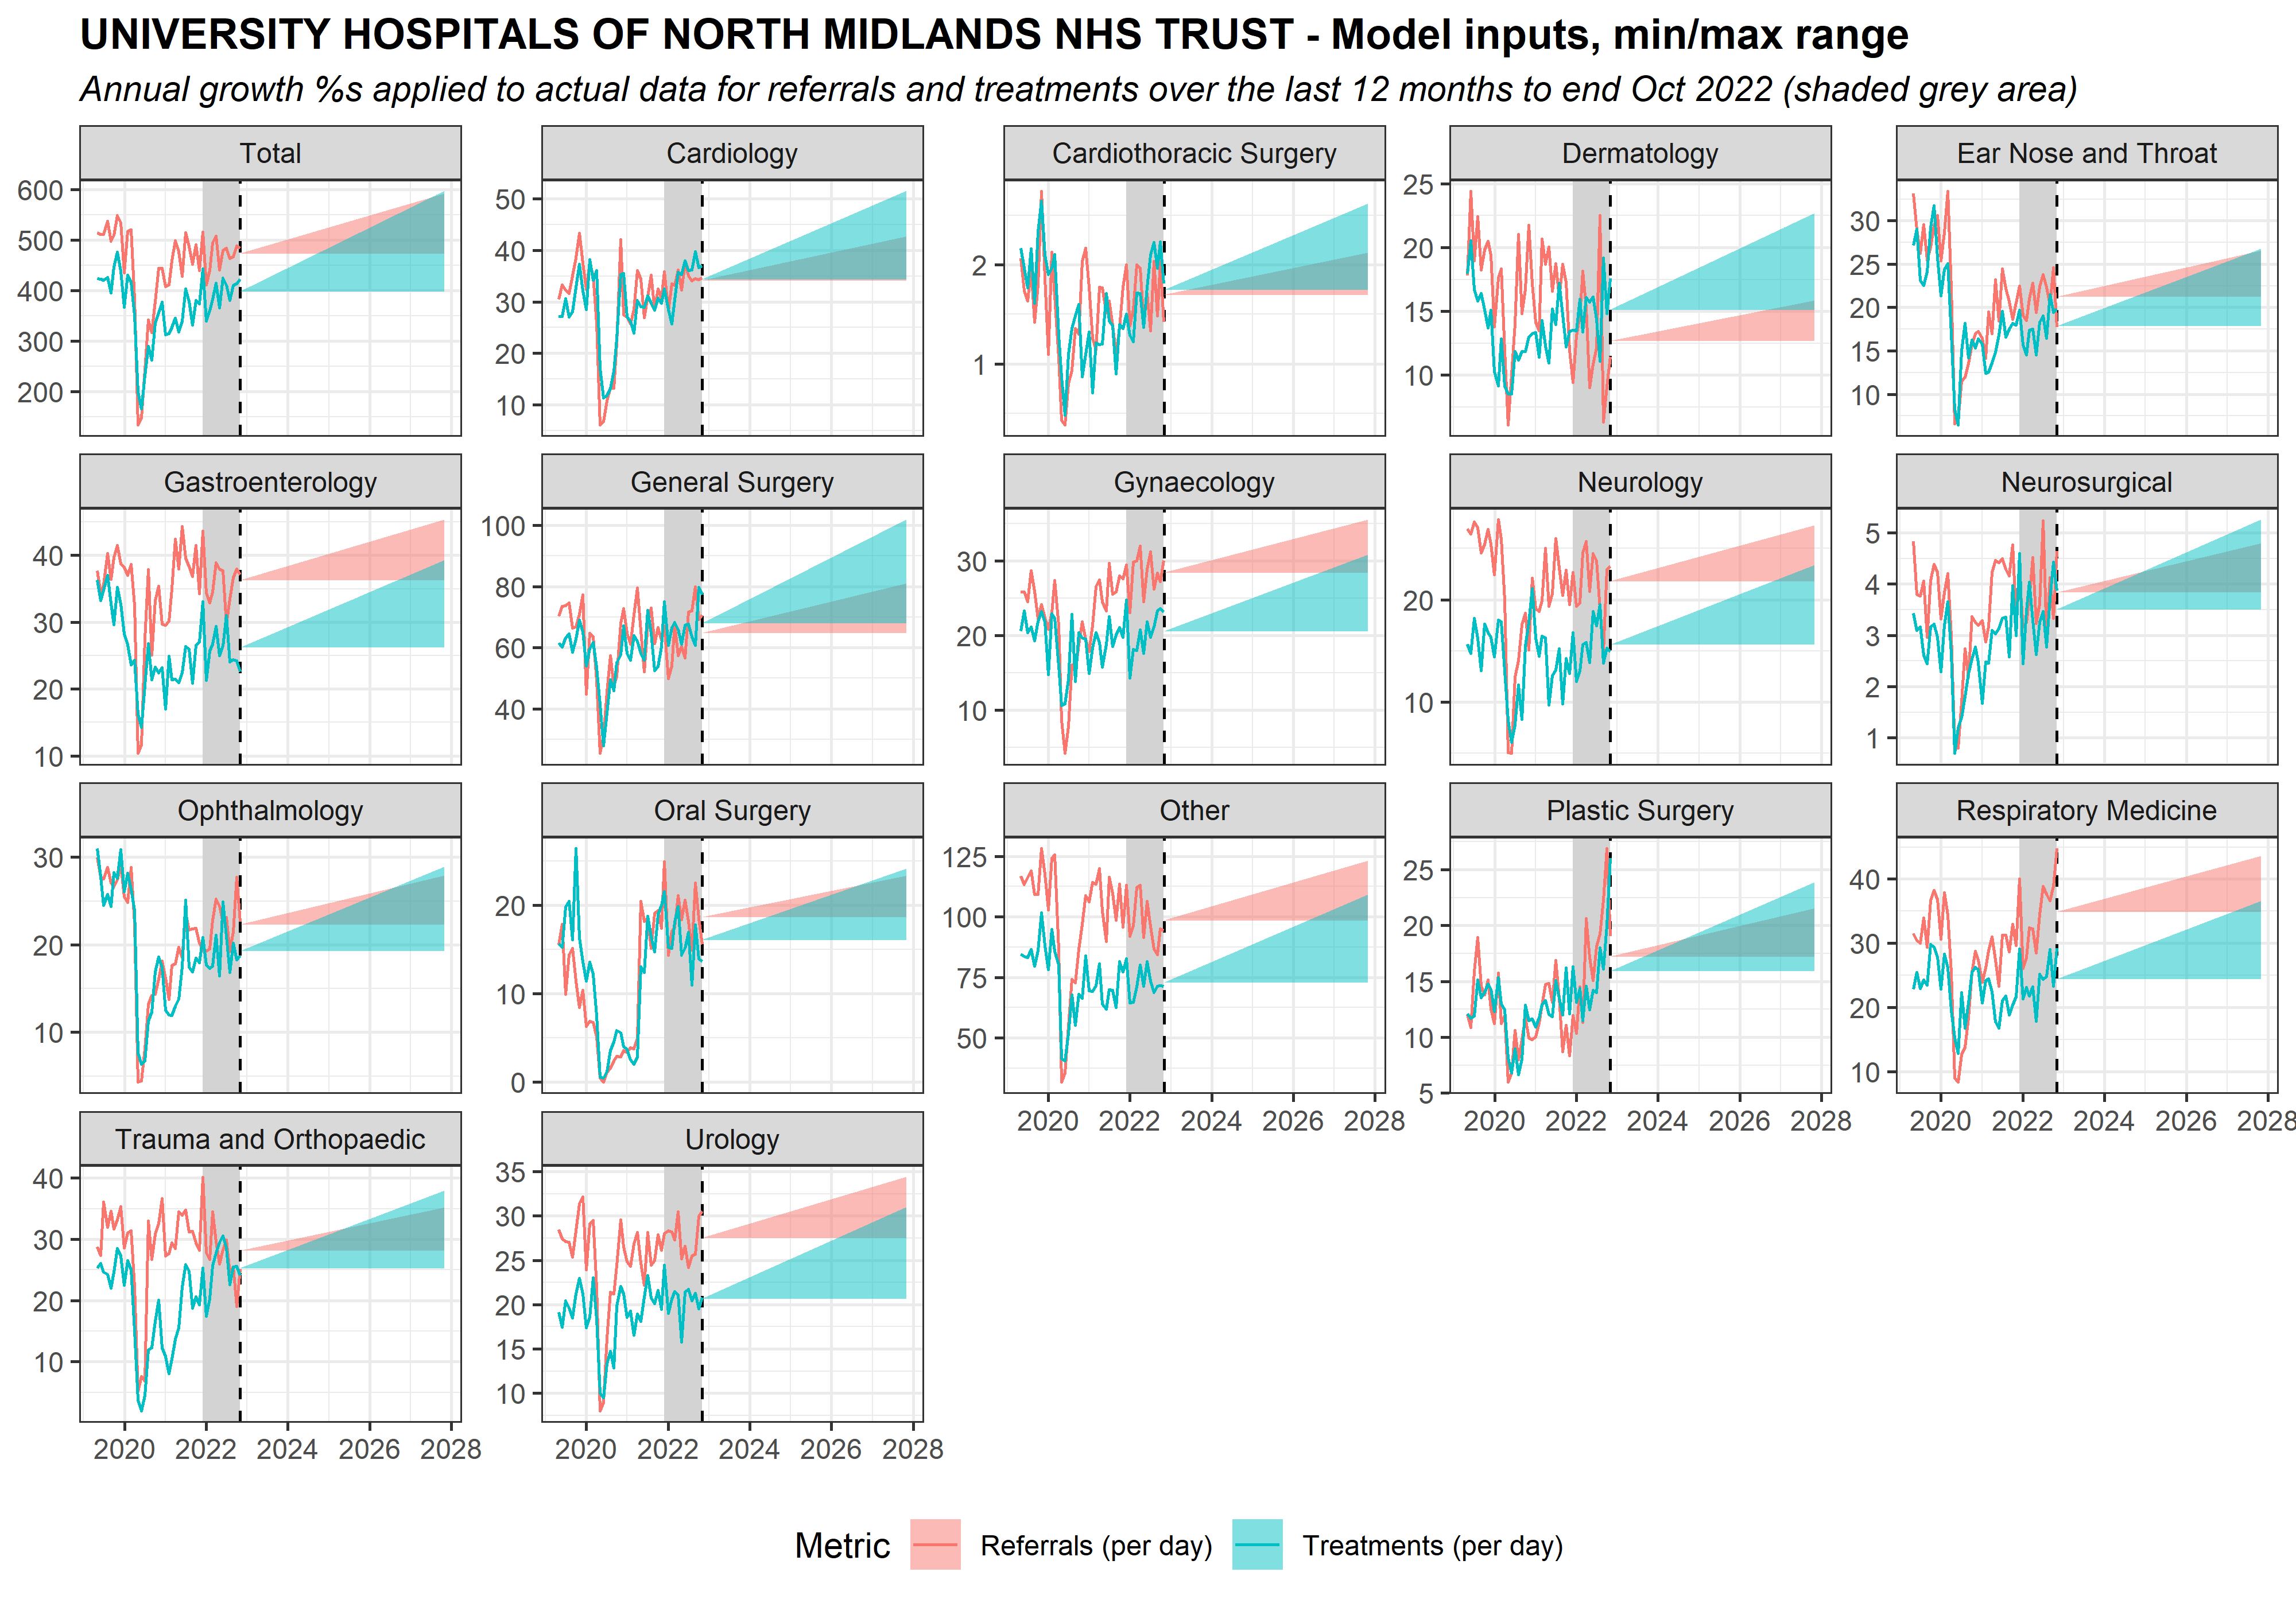 UNIVERSITY HOSPITALS OF NORTH MIDLANDS NHS TRUST - Model inputs, min/max range
Annual growth %s applied to actual data for referrals and treatments over the last 12 months to end Oct 2022 (shaded grey area)
Total
600
500
400
300
200
Cardiology
50
40
30
20
10
Cardiothoracic Surgery
2
1
Dermatology
25
20
15
10
Ear Nose and Throat
30
25
20
15
10
Gastroenterology
40
30
20
10
General Surgery
100
80
60
40
Gynaecology
30
20
10
Neurology
20
10
Neurosurgical
5
4
3
2
1
Ophthalmology
30
20
10
Oral Surgery
20
10
0
Other
125
100
75
50
2020 2022 2024 2026 2028
Plastic Surgery
25
20
15
10
5
2020 2022 2024 2026 2028
Respiratory Medicine
40
30
20
10
2020 2022 2024 2026 2028
Trauma and Orthopaedic
40
30
20
10
2020 2022 2024 2026 2028
Urology
35
30
25
20
15
10
2020 2022 2024 2026 2028
Metric Referrals (per day) Treatments (per day)